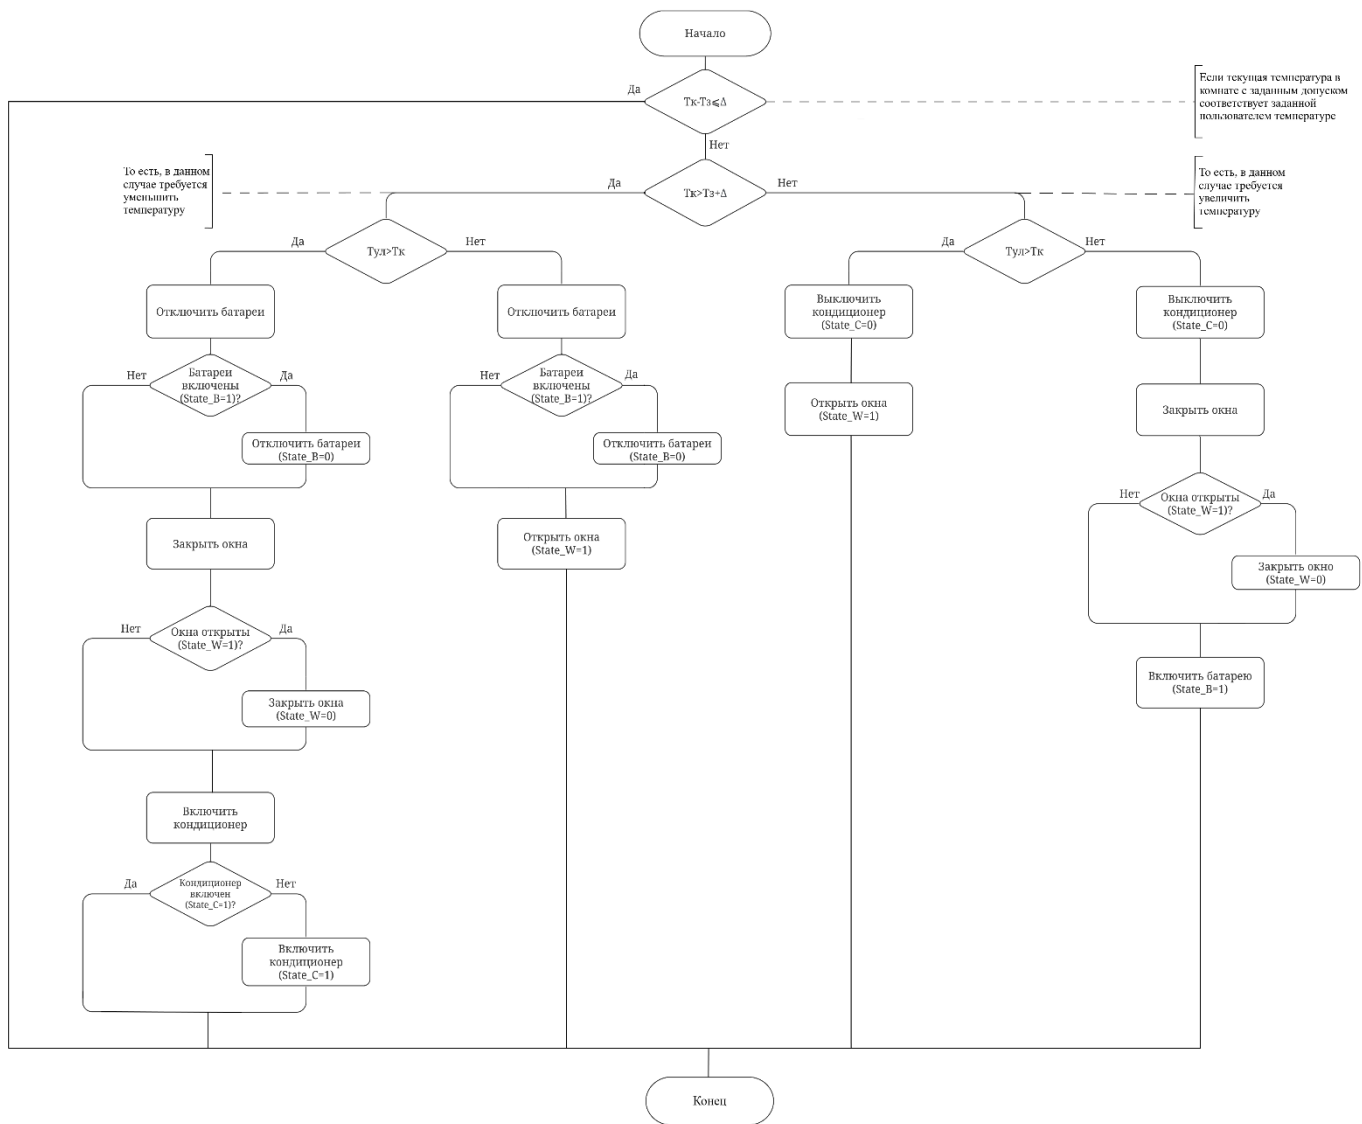 Начало
Да
Тк-Тз⩽Δ
Если текущая температура в
комнате с заданным допуском
соответствует заданной
пользователем температуре
Нет
То есть, в данном
случае требуется
уменьшить
температуру
Да
Тк>Тз+Δ
Нет
То есть, в данном
случае требуется
увеличить
температуру
Да
Тул>Тк
Нет
Да
Тул>Тк
Нет
Отключить батареи
Отключить батареи
Выключить
кондиционер
(State_C=0)
Выключить
кондиционер
(State_C=0)
Нет
Батареи
включены
(State_B=1)?
Да
Отключить батареи
(State_B=0)
Нет
Батареи
включены
(State_B=1)?
Да
Отключить батареи
(State_B=0)
Открыть окна
(State_W=1)
Закрыть окна
Закрыть окна
Открыть окна
(State_W=1)
Нет
Окна открыты
(State_W=1)?
Да
Закрыть окно
(State_W=0)
Нет
Окна открыты
(State_W=1)?
Да
Закрыть окна
(State_W=0)
Включить батарею
(State_B=1)
Включить
кондиционер
Да
Кондиционер
включен
(State_C=1)?
Нет
Включить
кондиционер
(State_C=1)
Конец